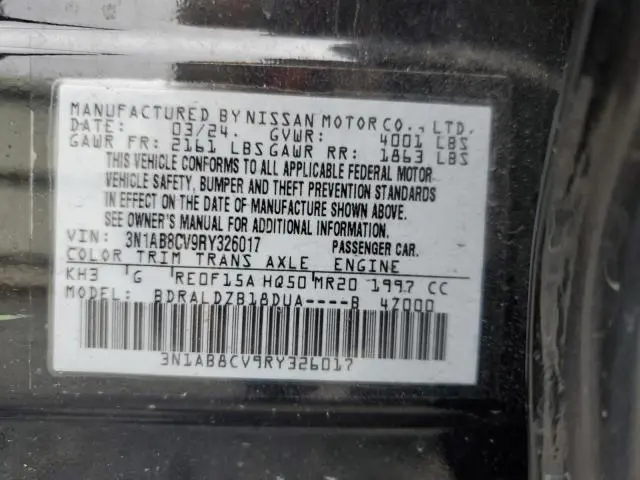 MANUFACTURED BY NISSAN MOTOR CO., LTD.
DATE: 03/24. GVWR: 4001 LBS
GAWR FR: 2161 LBS GAWR RR: 1863 LBS
THIS VEHICLE CONFORMS TO ALL APPLICABLE FEDERAL MOTOR
VEHICLE SAFETY, BUMPER AND THEFT PREVENTION STANDARDS
IN EFFECT ON THE DATE OF MANUFACTURE SHOWN ABOVE.
SEE OWNER'S MANUAL FOR ADDITIONAL INFORMATION.
VIN: 3N1AB8CV9RY326017 PASSENGER CAR.
COLOR TRIM TRANS AXLE ENGINE
KH3 G RE0F15A HQ50 MR20 1997 CC
MODEL: BDRALDZB18DUA----B 47000
3N1AB8CV9RY326017